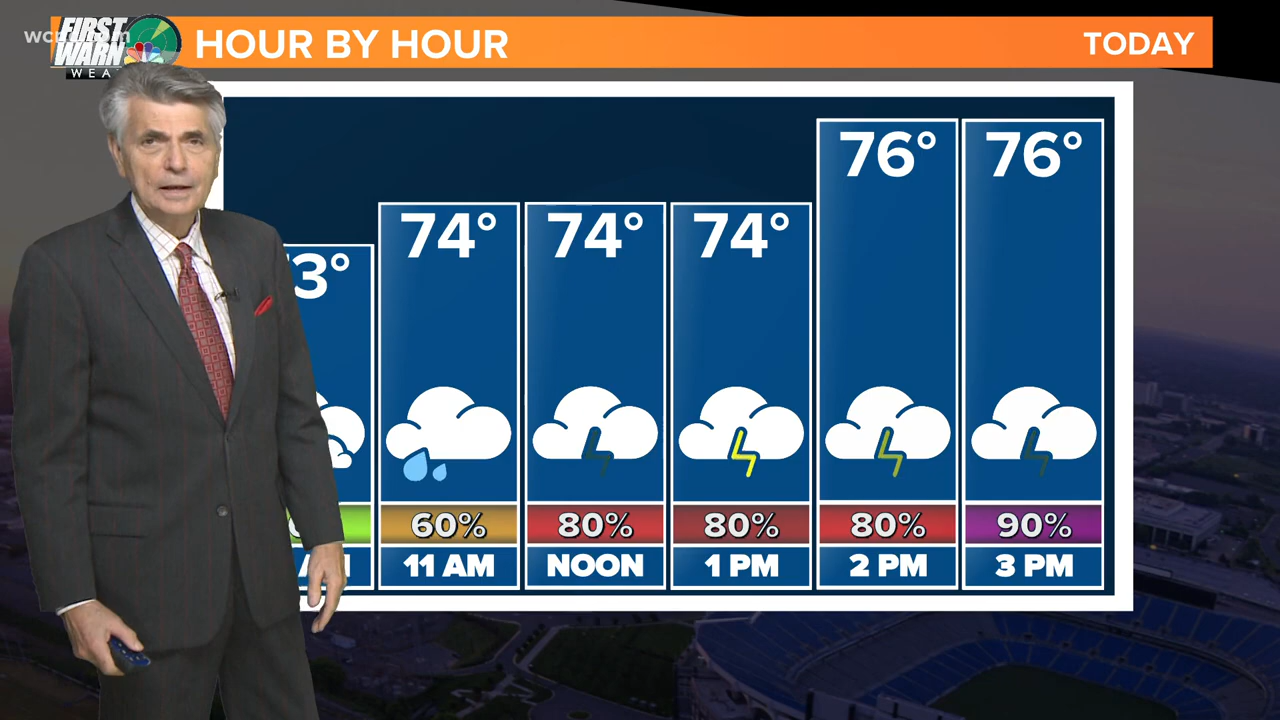 FIRST
WARN
HOUR BY HOUR
TODAY
76° 76°
74° 74° 74°
3°
60% 80% 80% 80% 90%
11 AM NOON 1 PM 2 PM 3 PM